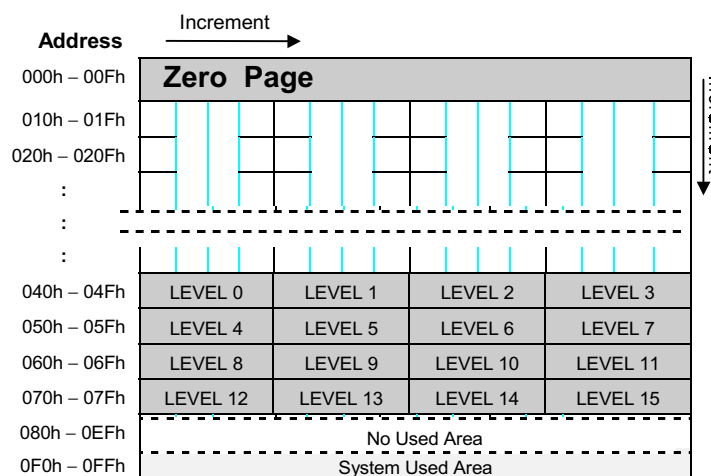 Increment
Address
000h – 00Fh Zero Page
010h – 01Fh
020h – 020Fh
:
:
:
040h – 04Fh LEVEL 0 LEVEL 1 LEVEL 2 LEVEL 3
050h – 05Fh LEVEL 4 LEVEL 5 LEVEL 6 LEVEL 7
060h – 06Fh LEVEL 8 LEVEL 9 LEVEL 10 LEVEL 11
070h – 07Fh LEVEL 12 LEVEL 13 LEVEL 14 LEVEL 15
080h – 0EFh No Used Area
0F0h – 0FFh System Used Area